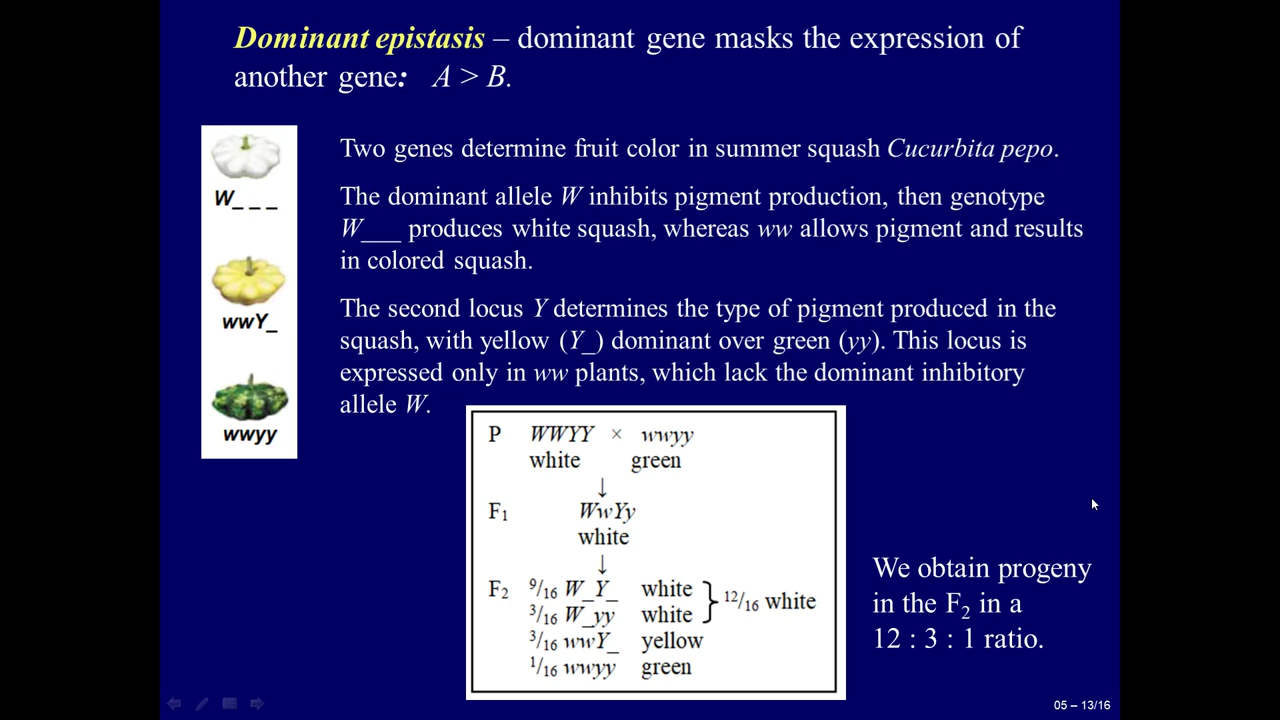 Dominant epistasis – dominant gene masks the expression of
another gene: A > B.
W_ _ _
wwY_
wwyy
Two genes determine fruit color in summer squash Cucurbita pepo.
The dominant allele W inhibits pigment production, then genotype
W___ produces white squash, whereas ww allows pigment and results
in colored squash.
The second locus Y determines the type of pigment produced in the
squash, with yellow (Y_) dominant over green (yy). This locus is
expressed only in ww plants, which lack the dominant inhibitory
allele W.
P WWYY × wwyy
white green
↓
F₁ WwYy
white
↓
F₂ 9/16 W_Y_ white
3/16 W_yy white
12/16 white
3/16 wwY_ yellow
1/16 wwyy green
We obtain progeny
in the F₂ in a
12 : 3 : 1 ratio.
05 – 13/16